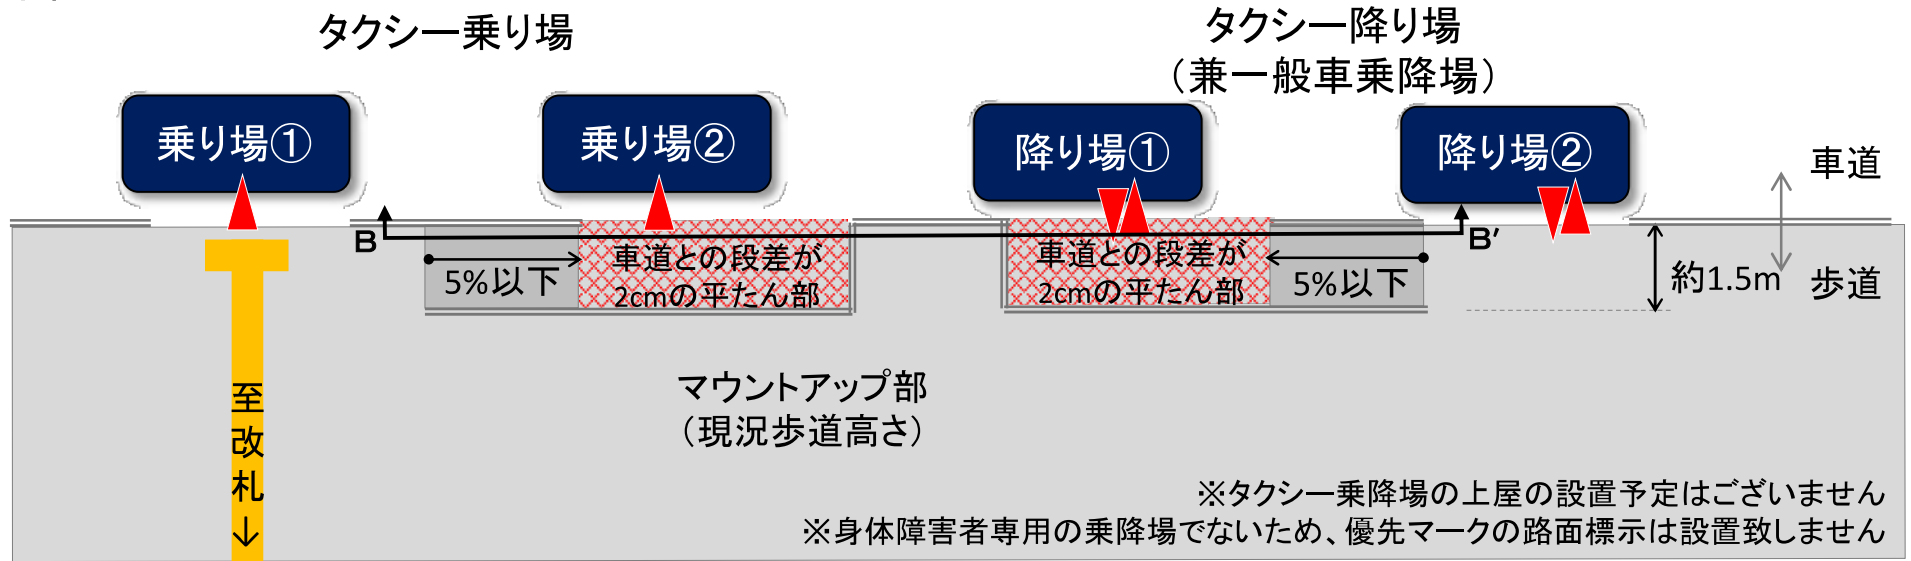 タクシー乗り場
タクシー降り場
（兼一般車乗降場）
乗り場①
乗り場②
降り場①
降り場②
車道
B
B′
5%以下
車道との段差が
2cmの平たん部
車道との段差が
2cmの平たん部
5%以下
約1.5m
歩道
マウントアップ部
（現況歩道高さ）
至改札↓
※タクシー乗降場の上屋の設置予定はございません
※身体障害者専用の乗降場でないため、優先マークの路面標示は設置致しません